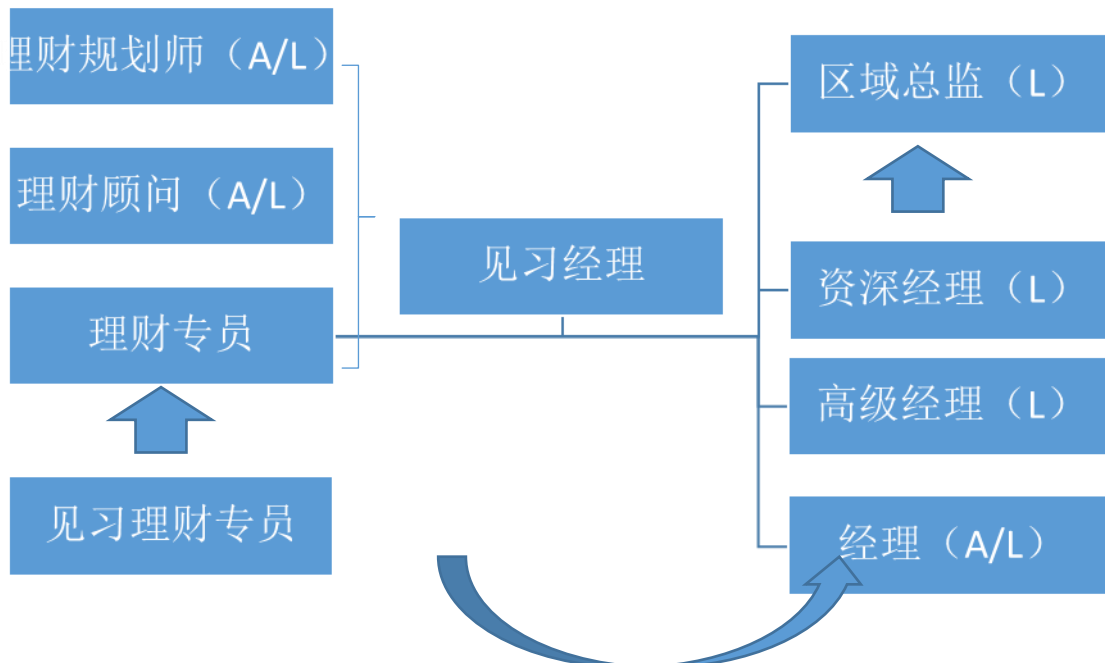 理财规划师（A/L）
理财顾问（A/L）
理财专员
见习理财专员
见习经理
区域总监（L）
资深经理（L）
高级经理（L）
经理（A/L）